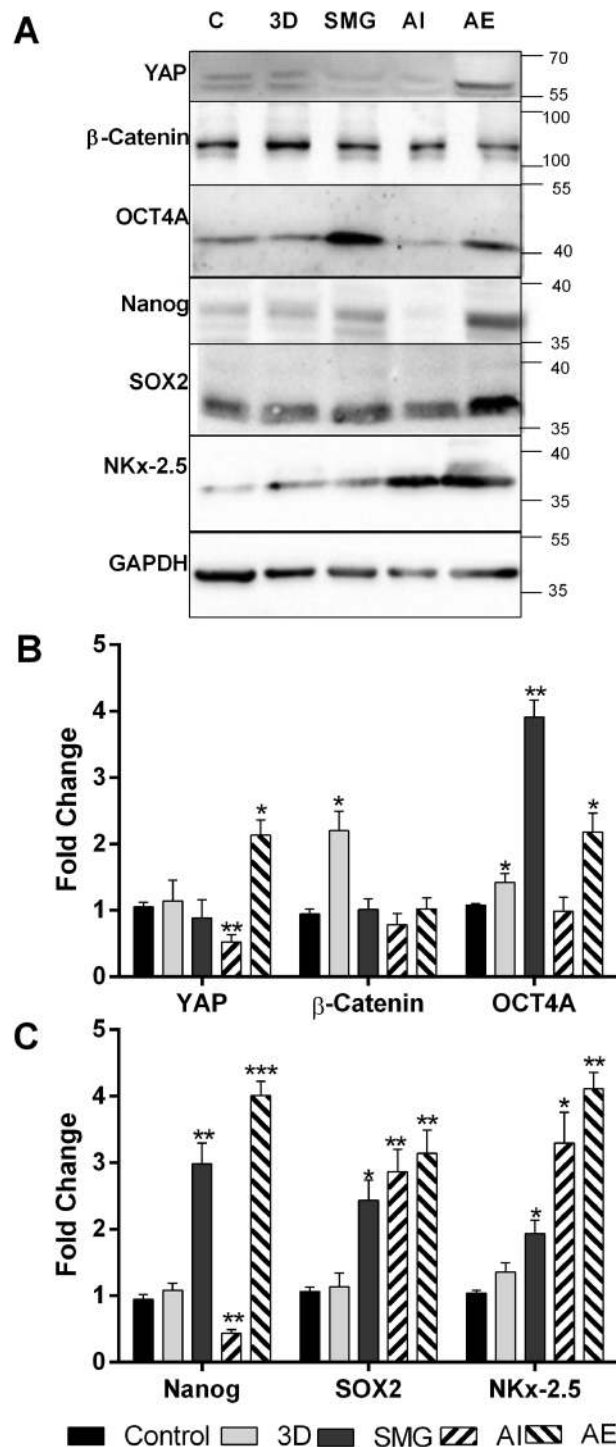 A
C 3D SMG AI AE
YAP
70
55
β-Catenin
100
100
OCT4A
55
40
Nanog
40
35
SOX2
40
35
NKx-2.5
40
35
GAPDH
55
35
B
Fold Change
5
4
3
2
1
0
** *
*
* ** *
YAP β-Catenin OCT4A
C
Fold Change
5
4
3
2
1
0
** ** ***
* ** **
* * **
Nanog SOX2 NKx-2.5
Control 3D SMG AI AE